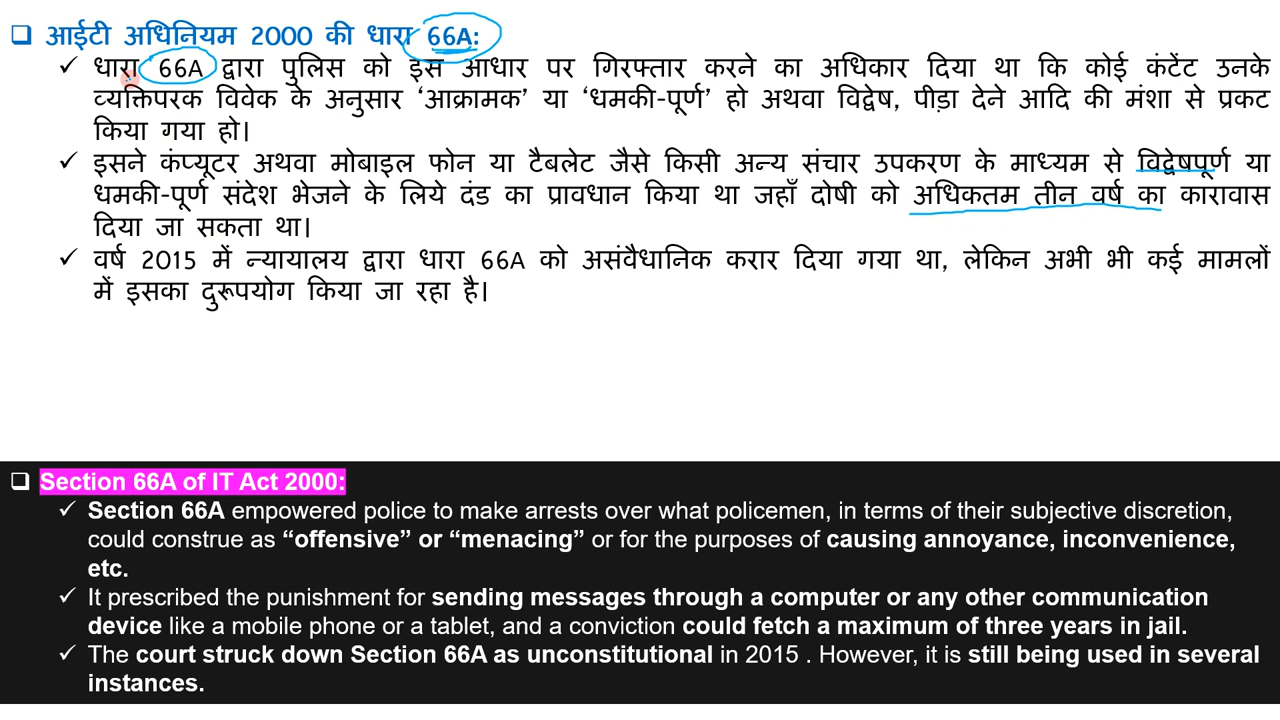 ❑ आईटी अधिनियम 2000 की धारा 66A:
✓ धारा 66A द्वारा पुलिस को इस आधार पर गिरफ्तार करने का अधिकार दिया था कि कोई कंटेंट उनके
व्यक्तिपरक विवेक के अनुसार ‘आक्रामक’ या ‘धमकी-पूर्ण’ हो अथवा विद्वेष, पीड़ा देने आदि की मंशा से प्रकट
किया गया हो।
✓ इसने कंप्यूटर अथवा मोबाइल फोन या टैबलेट जैसे किसी अन्य संचार उपकरण के माध्यम से विद्वेषपूर्ण या
धमकी-पूर्ण संदेश भेजने के लिये दंड का प्रावधान किया था जहाँ दोषी को अधिकतम तीन वर्ष का कारावास
दिया जा सकता था।
✓ वर्ष 2015 में न्यायालय द्वारा धारा 66A को असंवैधानिक करार दिया गया था, लेकिन अभी भी कई मामलों
में इसका दुरूपयोग किया जा रहा है।
❑ Section 66A of IT Act 2000:
✓ Section 66A empowered police to make arrests over what policemen, in terms of their subjective discretion,
could construe as “offensive” or “menacing” or for the purposes of causing annoyance, inconvenience,
etc.
✓ It prescribed the punishment for sending messages through a computer or any other communication
device like a mobile phone or a tablet, and a conviction could fetch a maximum of three years in jail.
✓ The court struck down Section 66A as unconstitutional in 2015 . However, it is still being used in several
instances.